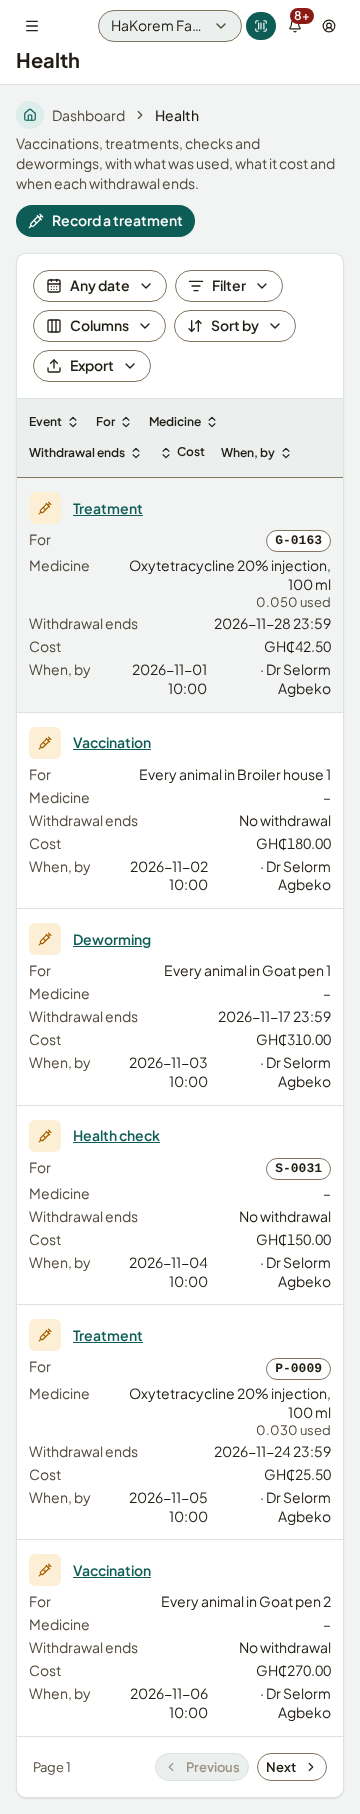 HaKorem Fa...
8+
Health
Dashboard > Health
Vaccinations, treatments, checks and
dewormings, with what was used, what it cost and
when each withdrawal ends.
Record a treatment
Any date
Filter
Columns
Sort by
Export
Event For Medicine
Withdrawal ends Cost When, by
Treatment
For G-0163
Medicine Oxytetracycline 20% injection,
100 ml
0.050 used
Withdrawal ends 2026-11-28 23:59
Cost GH₵42.50
When, by 2026-11-01 · Dr Selorm
10:00 Agbeko
Vaccination
For Every animal in Broiler house 1
Medicine –
Withdrawal ends No withdrawal
Cost GH₵180.00
When, by 2026-11-02 · Dr Selorm
10:00 Agbeko
Deworming
For Every animal in Goat pen 1
Medicine –
Withdrawal ends 2026-11-17 23:59
Cost GH₵310.00
When, by 2026-11-03 · Dr Selorm
10:00 Agbeko
Health check
For S-0031
Medicine –
Withdrawal ends No withdrawal
Cost GH₵150.00
When, by 2026-11-04 · Dr Selorm
10:00 Agbeko
Treatment
For P-0009
Medicine Oxytetracycline 20% injection,
100 ml
0.030 used
Withdrawal ends 2026-11-24 23:59
Cost GH₵25.50
When, by 2026-11-05 · Dr Selorm
10:00 Agbeko
Vaccination
For Every animal in Goat pen 2
Medicine –
Withdrawal ends No withdrawal
Cost GH₵270.00
When, by 2026-11-06 · Dr Selorm
10:00 Agbeko
Page 1 Previous Next